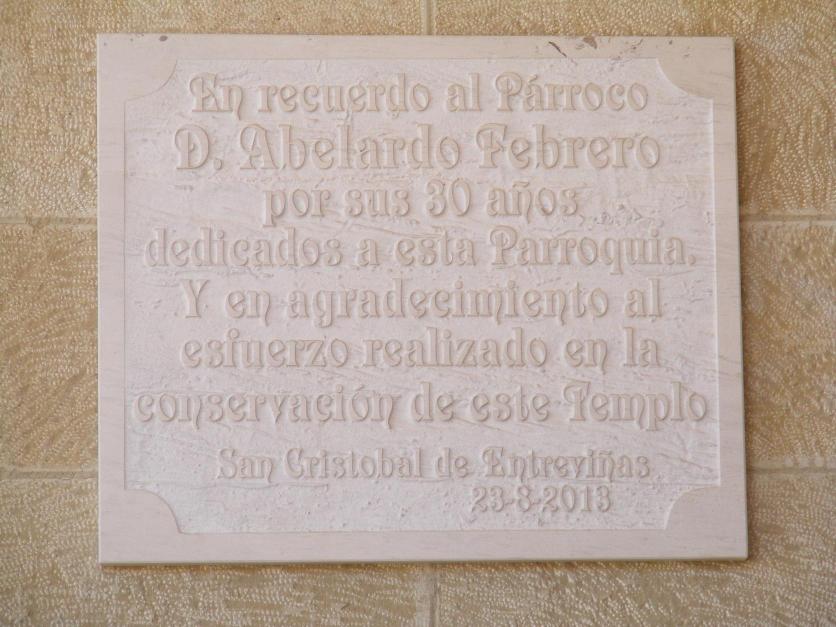 En recuerdo al Párroco
D. Abelardo Febrero
por sus 30 años
dedicados a esta Parroquia.
Y en agradecimiento al
esfuerzo realizado en la
conservación de este Templo
San Cristobal de Entreviñas
23-8-2013